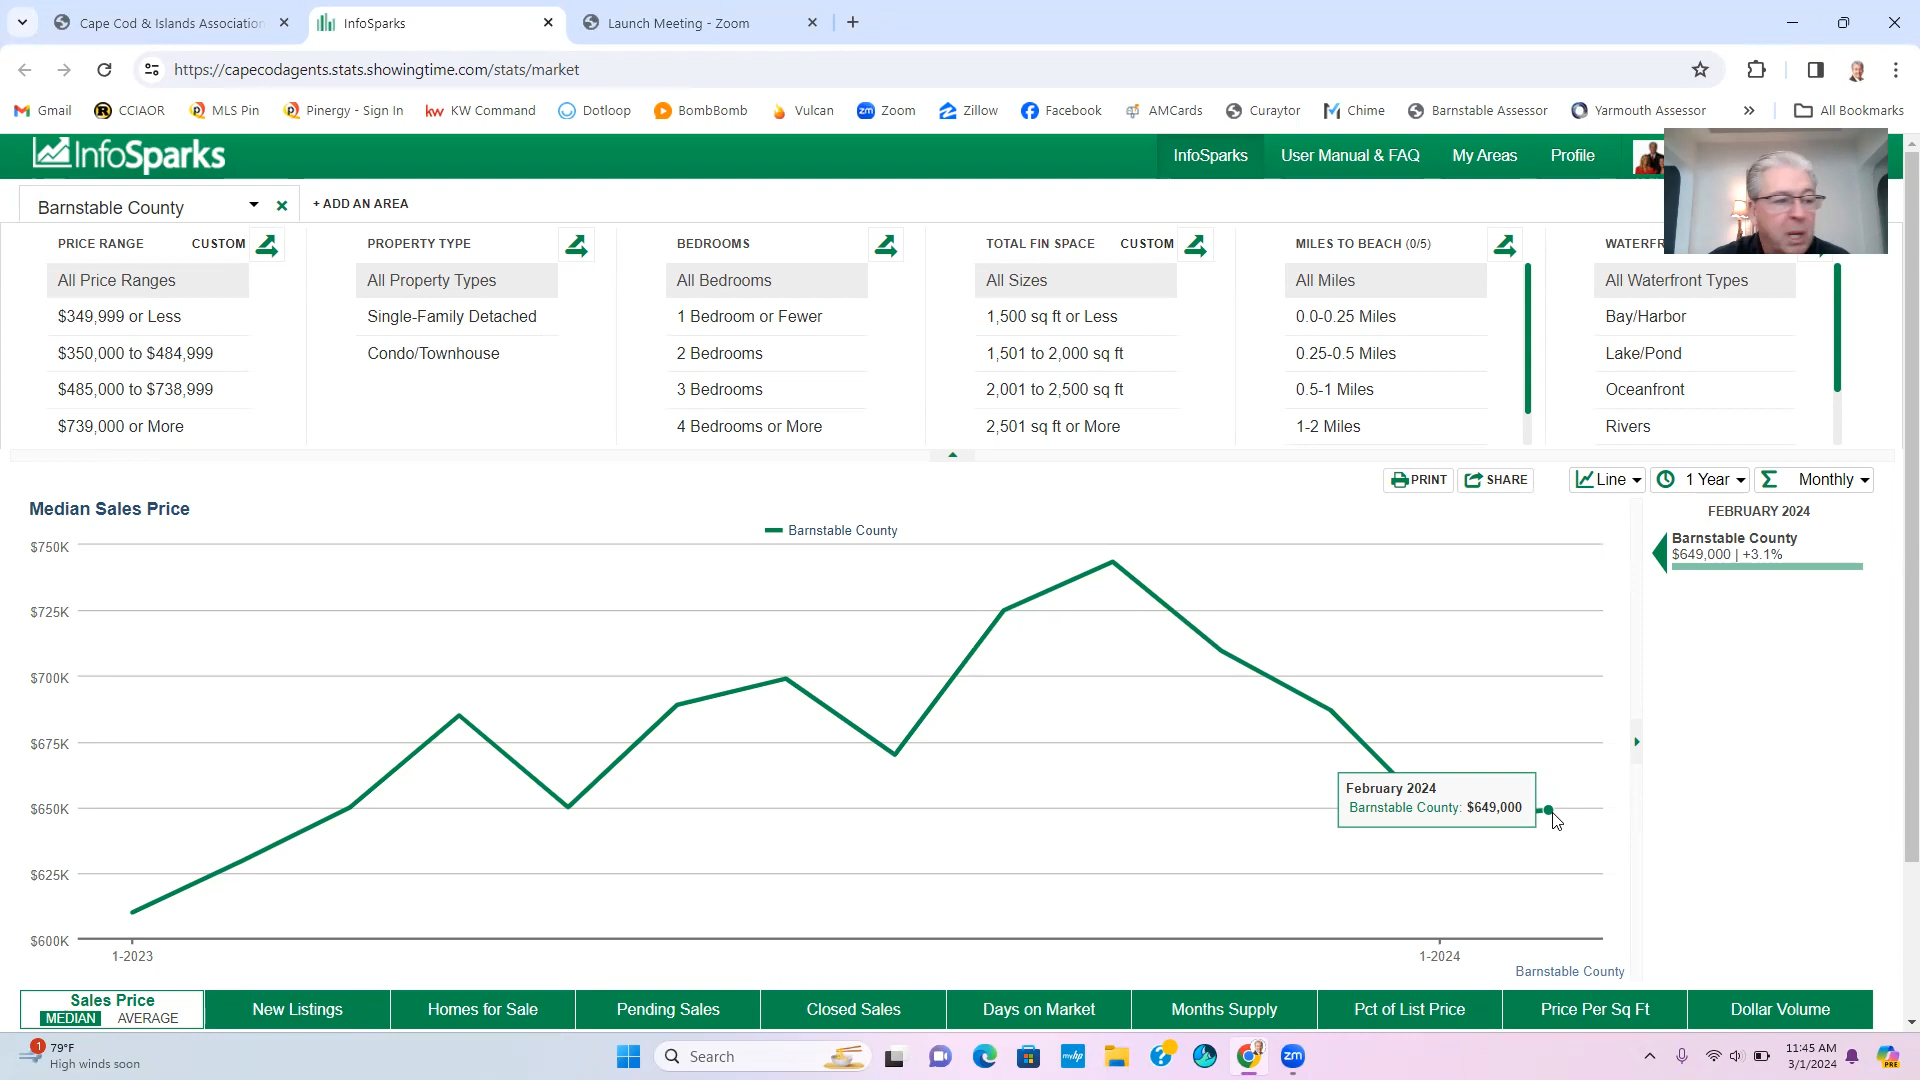 Cape Cod & Islands Association
InfoSparks
Launch Meeting - Zoom
https://capecodagents.stats.showingtime.com/stats/market
Gmail
CCIAOR
MLS Pin
Pinergy - Sign In
KW Command
Dotloop
BombBomb
Vulcan
Zoom
Zillow
Facebook
AMCards
Curaytor
Chime
Barnstable Assessor
Yarmouth Assessor
All Bookmarks
InfoSparks
InfoSparks
User Manual & FAQ
My Areas
Profile
Barnstable County
+ ADD AN AREA
PRICE RANGE
CUSTOM
All Price Ranges
$349,999 or Less
$350,000 to $484,999
$485,000 to $738,999
$739,000 or More
PROPERTY TYPE
All Property Types
Single-Family Detached
Condo/Townhouse
BEDROOMS
All Bedrooms
1 Bedroom or Fewer
2 Bedrooms
3 Bedrooms
4 Bedrooms or More
TOTAL FIN SPACE
CUSTOM
All Sizes
1,500 sq ft or Less
1,501 to 2,000 sq ft
2,001 to 2,500 sq ft
2,501 sq ft or More
MILES TO BEACH (0/5)
All Miles
0.0-0.25 Miles
0.25-0.5 Miles
0.5-1 Miles
1-2 Miles
WATERFR
All Waterfront Types
Bay/Harbor
Lake/Pond
Oceanfront
Rivers
PRINT
SHARE
Line
1 Year
Monthly
Median Sales Price
Barnstable County
$750K
$725K
$700K
$675K
$650K
$625K
$600K
1-2023
1-2024
Barnstable County
February 2024
Barnstable County: $649,000
FEBRUARY 2024
Barnstable County
$649,000 | +3.1%
Sales Price
MEDIAN AVERAGE
New Listings
Homes for Sale
Pending Sales
Closed Sales
Days on Market
Months Supply
Pct of List Price
Price Per Sq Ft
Dollar Volume
1
79°F
High winds soon
Search
myhp
zm
11:45 AM
3/1/2024
PRE